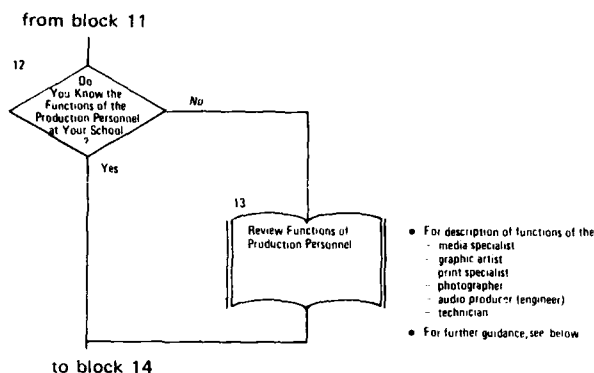 from block 11
12
Do
You Know the
Functions of the
Production Personnel
at Your School
?
No
Yes
13
Review Functions of
Production Personnel
● For description of functions of the
- media specialist
- graphic artist
print specialist
- photographer
- audio producer (engineer)
- technician
● For further guidance, see below
to block 14